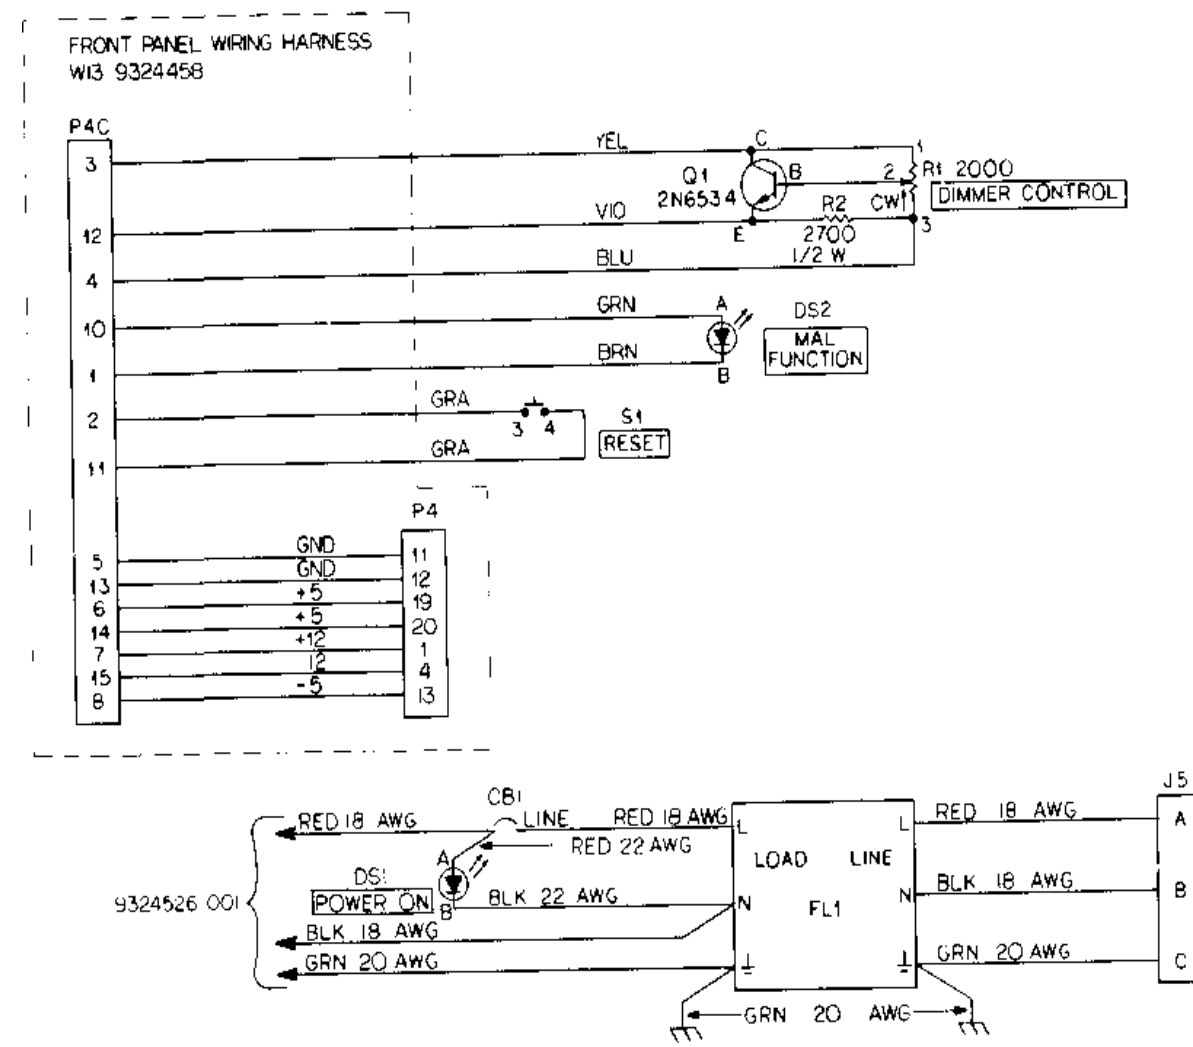 FRONT PANEL WIRING HARNESS
W13 9324458
P4C
3
YEL
C
1
Q1
2N6534
B
2
R1 2000
DIMMER CONTROL
CW
12
VIO
E
R2
2700
1/2 W
3
4
BLU
10
GRN
A
DS2
MAL
FUNCTION
1
BRN
B
2
GRA
3 4
S1
RESET
11
GRA
P4
5
GND
11
13
GND
12
6
+5
19
14
+5
20
7
+12
1
15
12
4
8
-5
13
J5
CB1
RED 18 AWG
LINE
RED 18 AWG
L
L
RED 18 AWG
A
RED 22 AWG
LOAD
LINE
A
DS1
POWER ON
B
BLK 22 AWG
N
FL1
N
BLK 18 AWG
B
9324526 001
BLK 18 AWG
GRN 20 AWG
GRN 20 AWG
C
GRN 20 AWG